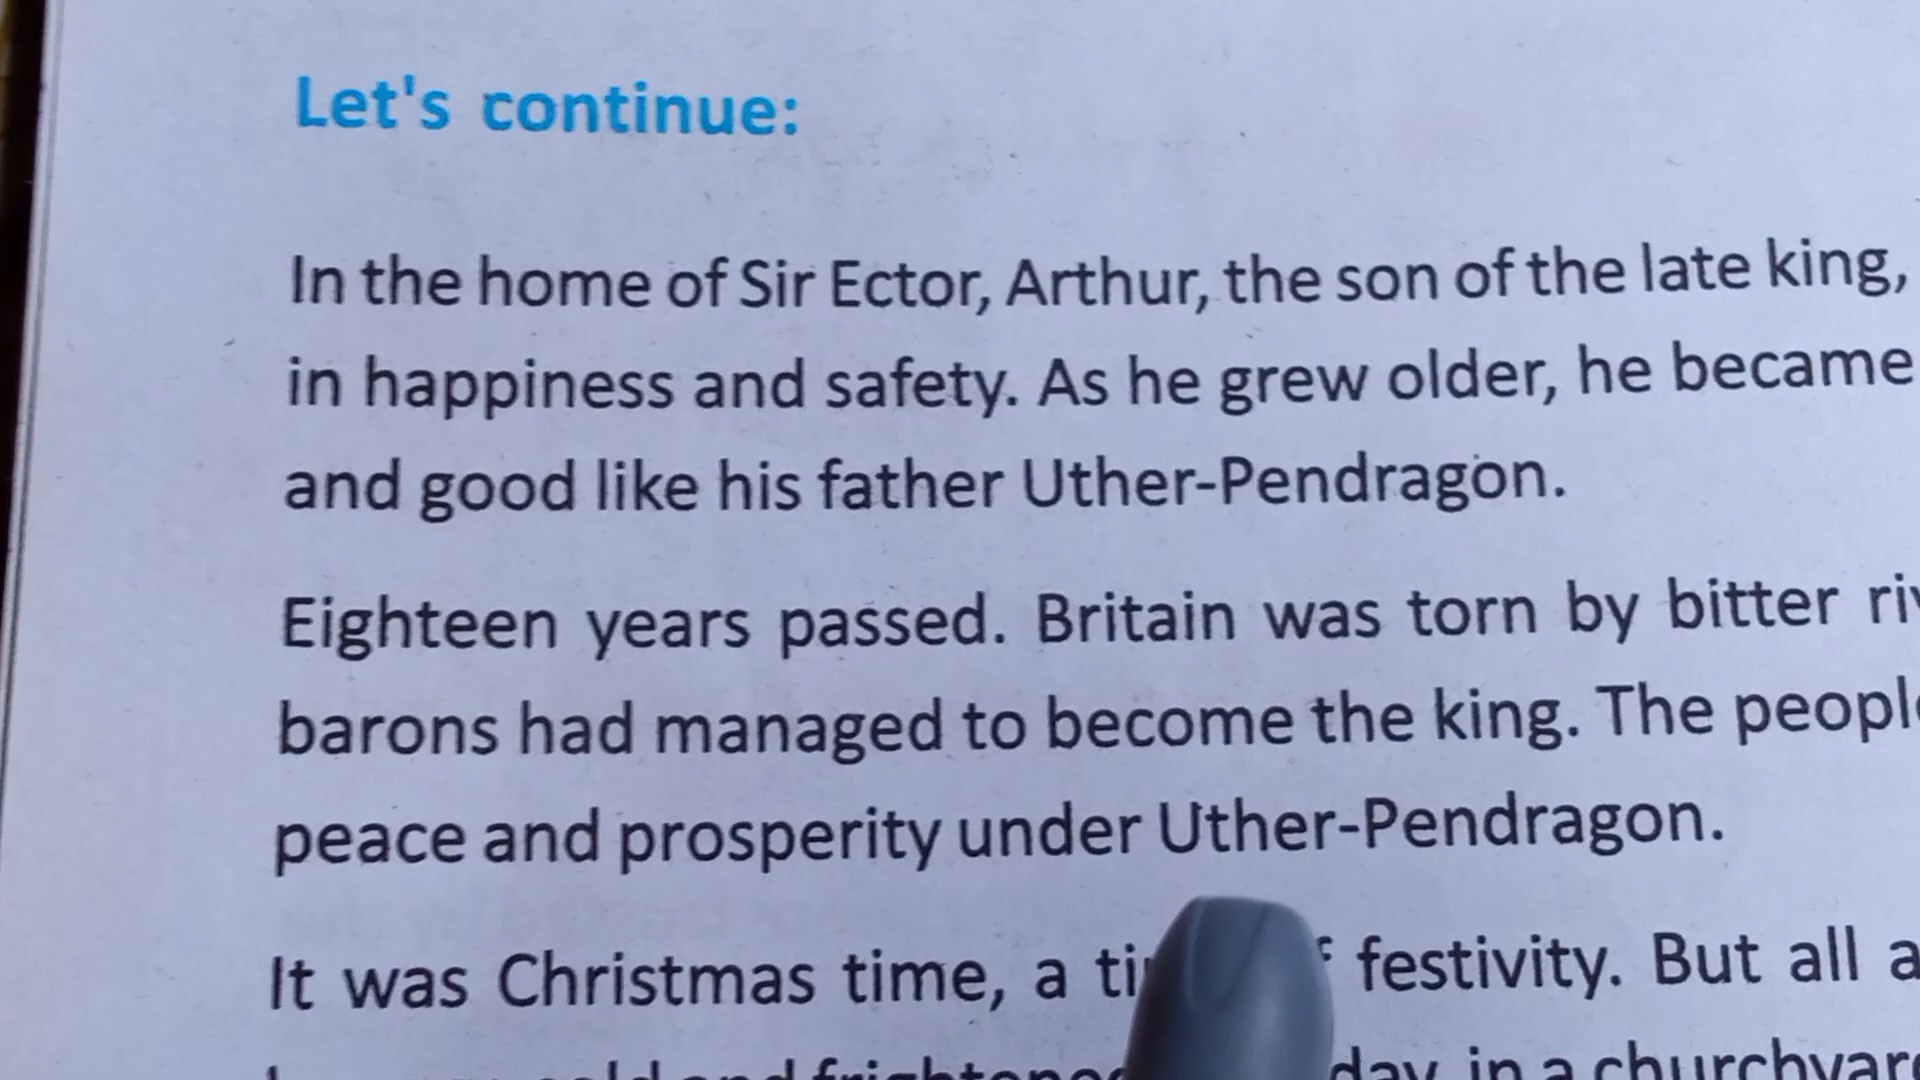 Let's continue:
In the home of Sir Ector, Arthur, the son of the late king,
in happiness and safety. As he grew older, he became
and good like his father Uther-Pendragon.
Eighteen years passed. Britain was torn by bitter
barons had managed to become the king. The
peace and prosperity under Uther-Pendragon.
It was Christmas time, a festivity. But all
day in a